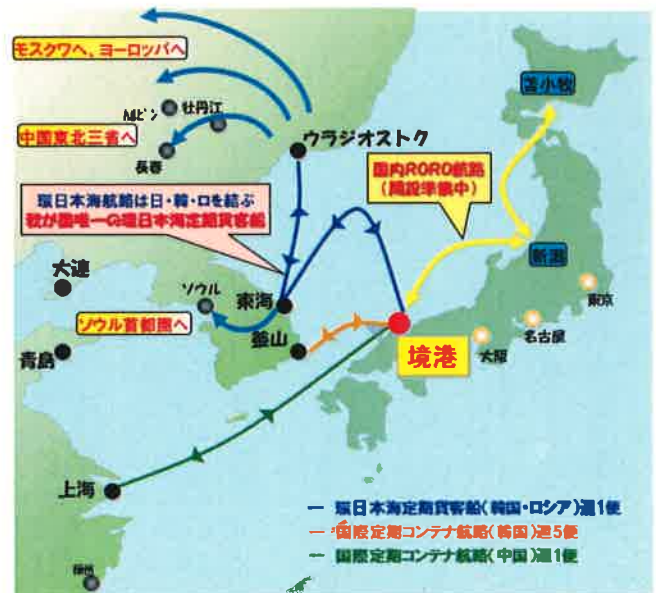 モスクワへ、ヨーロッパへ
ハルビン
牡丹江
中国東北三省へ
長春
ウラジオストク
苫小牧
国内RORO航路
(開設準備中)
環日本海航路は日・韓・ロを結ぶ
我が国唯一の環日本海定期貨客船
新潟
大連
ソウル
東海
東京
ソウル首都圏へ
釜山
名古屋
青島
境港
大阪
上海
環日本海定期貨客船(韓国・ロシア)週1便
国際定期コンテナ航路(韓国)週5便
国際定期コンテナ航路(中国)週1便